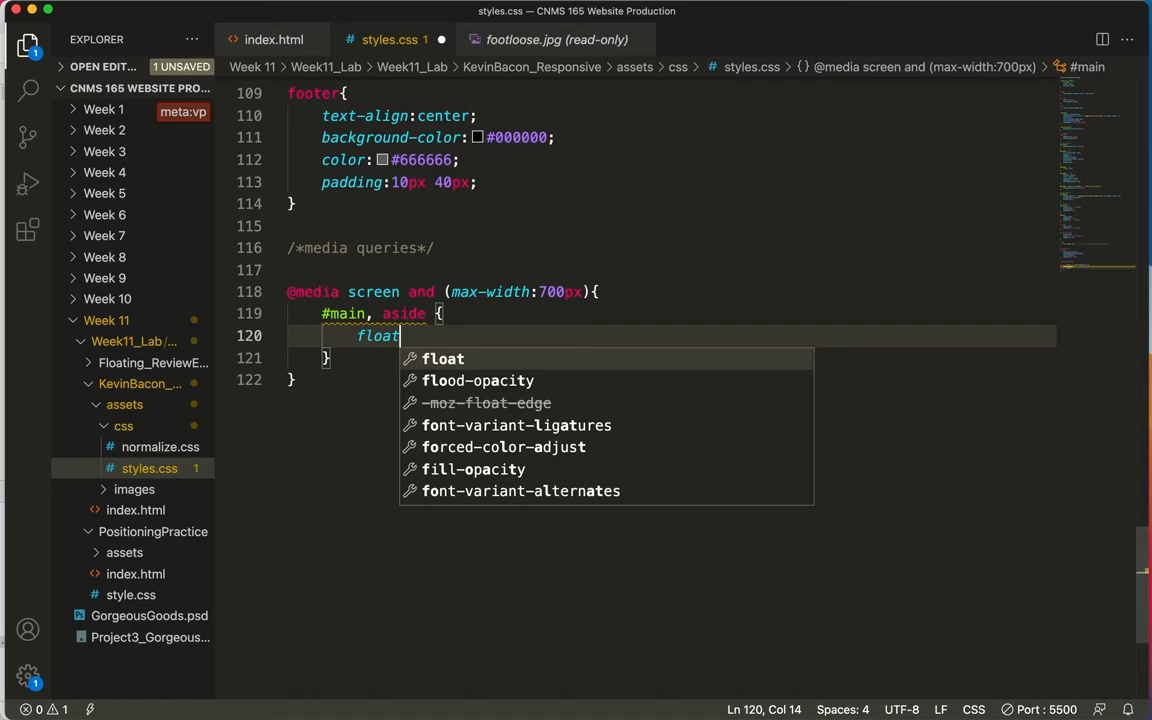 styles.css — CNMS 165 Website Production
EXPLORER
index.html
styles.css 1
footloose.jpg (read-only)
OPEN EDIT... 1 UNSAVED
Week 11 > Week11_Lab > Week11_Lab > KevinBacon_Responsive > assets > css > # styles.css > {} @media screen and (max-width:700px) > #main
CNMS 165 WEBSITE PRO...
Week 1
meta:vp
Week 2
Week 3
Week 4
Week 5
Week 6
Week 7
Week 8
Week 9
Week 10
Week 11
Week11_Lab /...
Floating_ReviewE...
KevinBacon_...
assets
css
# normalize.css
# styles.css 1
images
<> index.html
PositioningPractice
assets
<> index.html
# style.css
Ps GorgeousGoods.psd
Project3_Gorgeous...
1
1
109 footer{
110 text-align:center;
111 background-color:#000000;
112 color:#666666;
113 padding:10px 40px;
114 }
115
116 /*media queries*/
117
118 @media screen and (max-width:700px){
119 #main, aside {
120 float
121 }
122 }
float
flood-opacity
-moz-float-edge
font-variant-ligatures
forced-color-adjust
fill-opacity
font-variant-alternates
0 1
Ln 120, Col 14 Spaces: 4 UTF-8 LF CSS Port : 5500